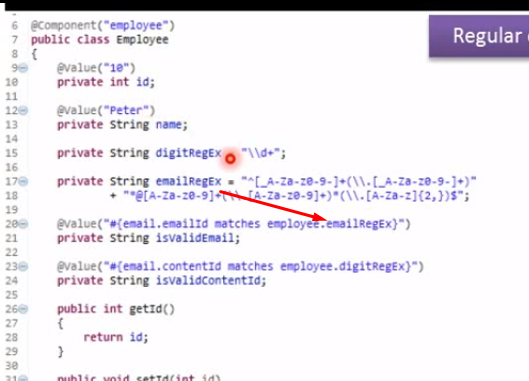 Regular
6 @Component("employee")
7 public class Employee
8 {
9 @Value("10")
10 private int id;
11
12 @Value("Peter")
13 private String name;
14
15 private String digitRegEx = "\\d+";
16
17 private String emailRegEx = "^[_A-Za-z0-9-]+(\\.[_A-Za-z0-9-]+)"
18 + "*@[A-Za-z0-9]+(\\.[A-Za-z0-9]+)*(\\.[A-Za-z]{2,})$";
19
20 @Value("#{email.emailId matches employee.emailRegEx}")
21 private String isValidEmail;
22
23 @Value("#{email.contentId matches employee.digitRegEx}")
24 private String isValidContentId;
25
26 public int getId()
27 {
28 return id;
29 }
30
31 public void setId(int id)